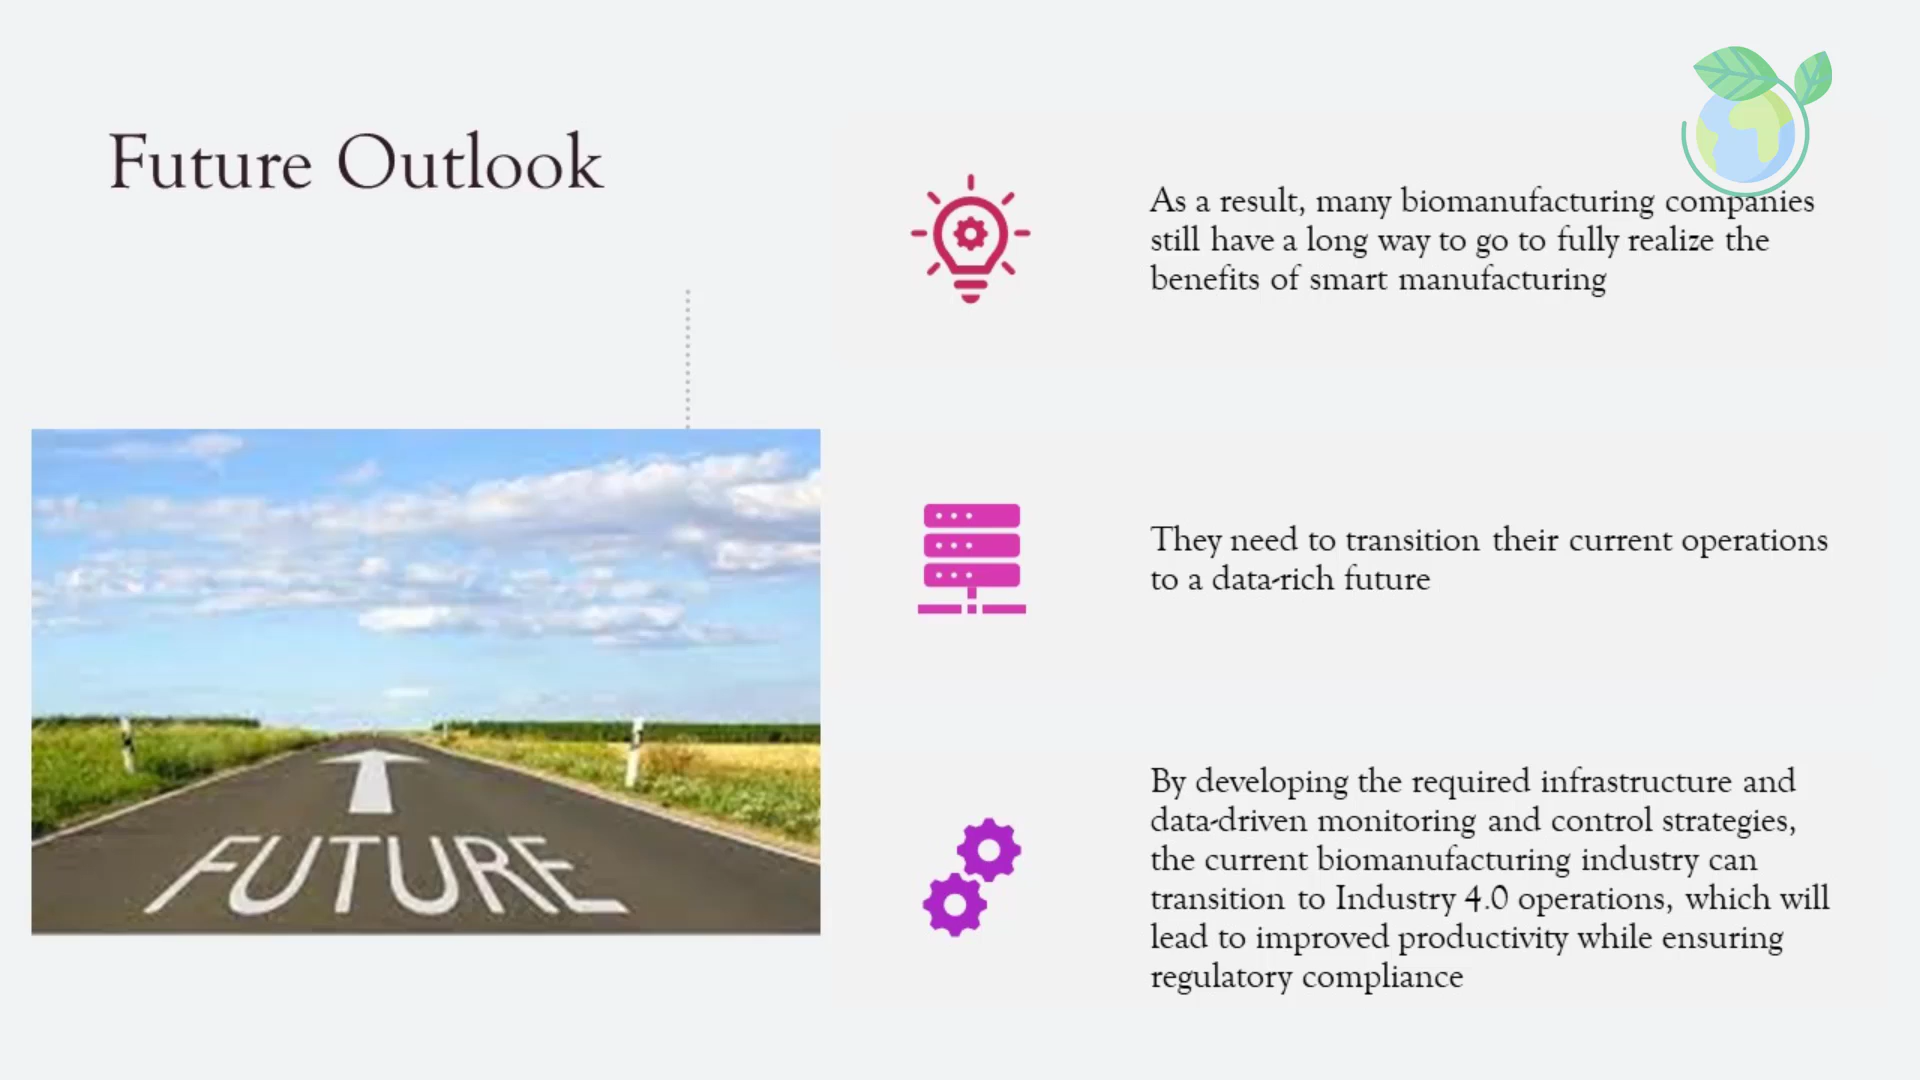 Future Outlook
As a result, many biomanufacturing companies
still have a long way to go to fully realize the
benefits of smart manufacturing
They need to transition their current operations
to a data-rich future
FUTURE
By developing the required infrastructure and
data-driven monitoring and control strategies,
the current biomanufacturing industry can
transition to Industry 4.0 operations, which will
lead to improved productivity while ensuring
regulatory compliance